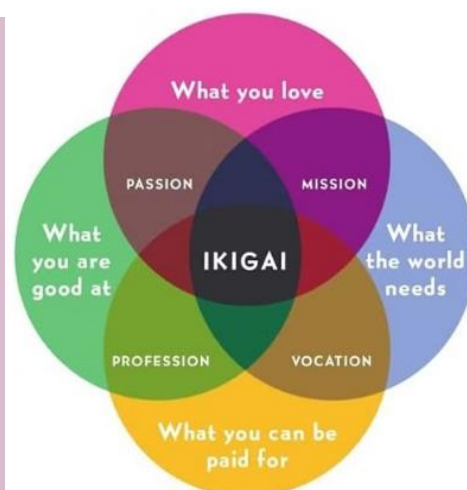 What you love
PASSION
MISSION
What
you are
good at
IKIGAI
What
the world
needs
PROFESSION
VOCATION
What you can be
paid for